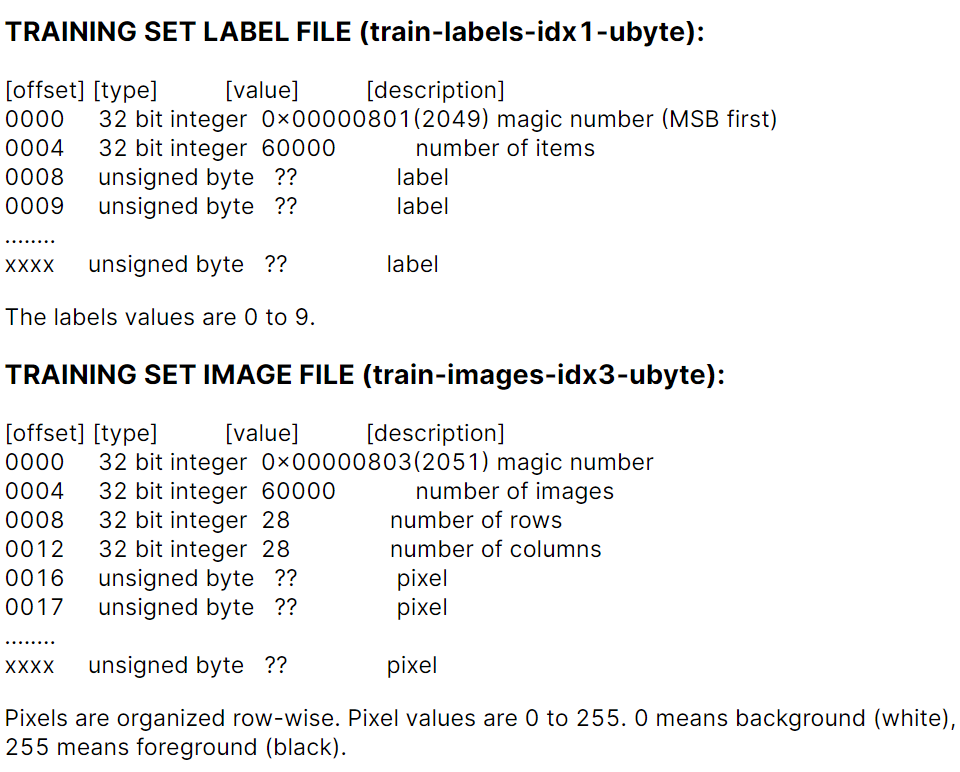 TRAINING SET LABEL FILE (train-labels-idx1-ubyte):
[offset] [type] [value] [description]
0000 32 bit integer 0x00000801(2049) magic number (MSB first)
0004 32 bit integer 60000 number of items
0008 unsigned byte ?? label
0009 unsigned byte ?? label
........
xxxx unsigned byte ?? label
The labels values are 0 to 9.
TRAINING SET IMAGE FILE (train-images-idx3-ubyte):
[offset] [type] [value] [description]
0000 32 bit integer 0x00000803(2051) magic number
0004 32 bit integer 60000 number of images
0008 32 bit integer 28 number of rows
0012 32 bit integer 28 number of columns
0016 unsigned byte ?? pixel
0017 unsigned byte ?? pixel
........
xxxx unsigned byte ?? pixel
Pixels are organized row-wise. Pixel values are 0 to 255. 0 means background (white),
255 means foreground (black).